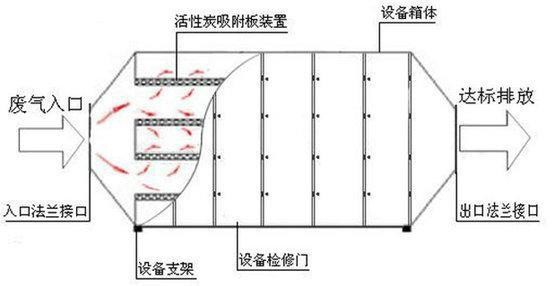 活性炭吸附板装置
设备箱体
废气入口
达标排放
入口法兰接口
出口法兰接口
设备支架
设备检修门